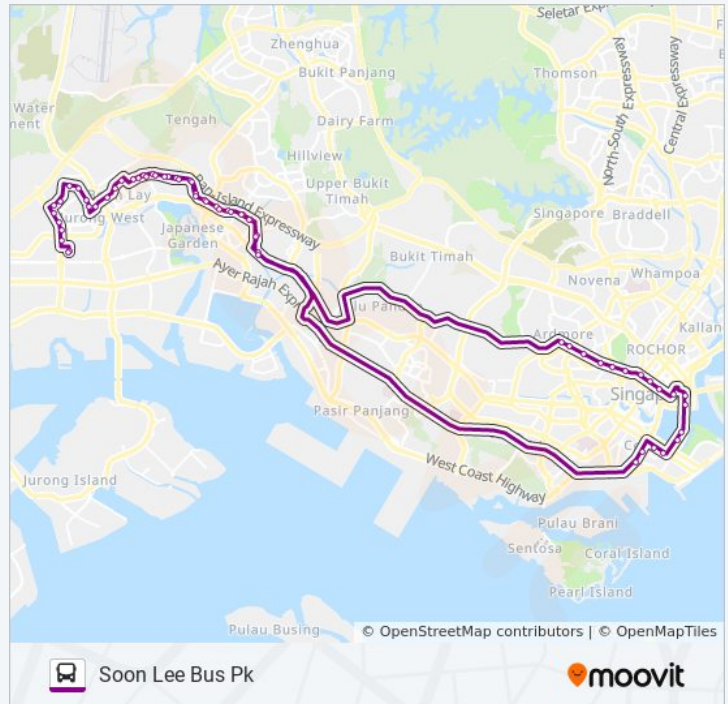 Seletar Exp
Zhenghua
Bukit Panjang
Thomson
North-South Expressway
Central Expressway
Water
ment
Tengah
Dairy Farm
Hillview
Upper Bukit
Timah
Pan-Island Expressway
Lay
Jurong West
Singapore
Braddell
Japanese
Garden
Bukit Timah
Novena
Whampoa
Ayer Rajah Exp
lu Pan
Ardmore
Kallan
ROCHOR
Singap
Pasir Panjang
West Coast Highway
Jurong Island
Pulau Brani
Sentosa
Coral Island
Pearl Island
Pulau Busing
© OpenStreetMap contributors | © OpenMapTiles
Soon Lee Bus Pk
moovit